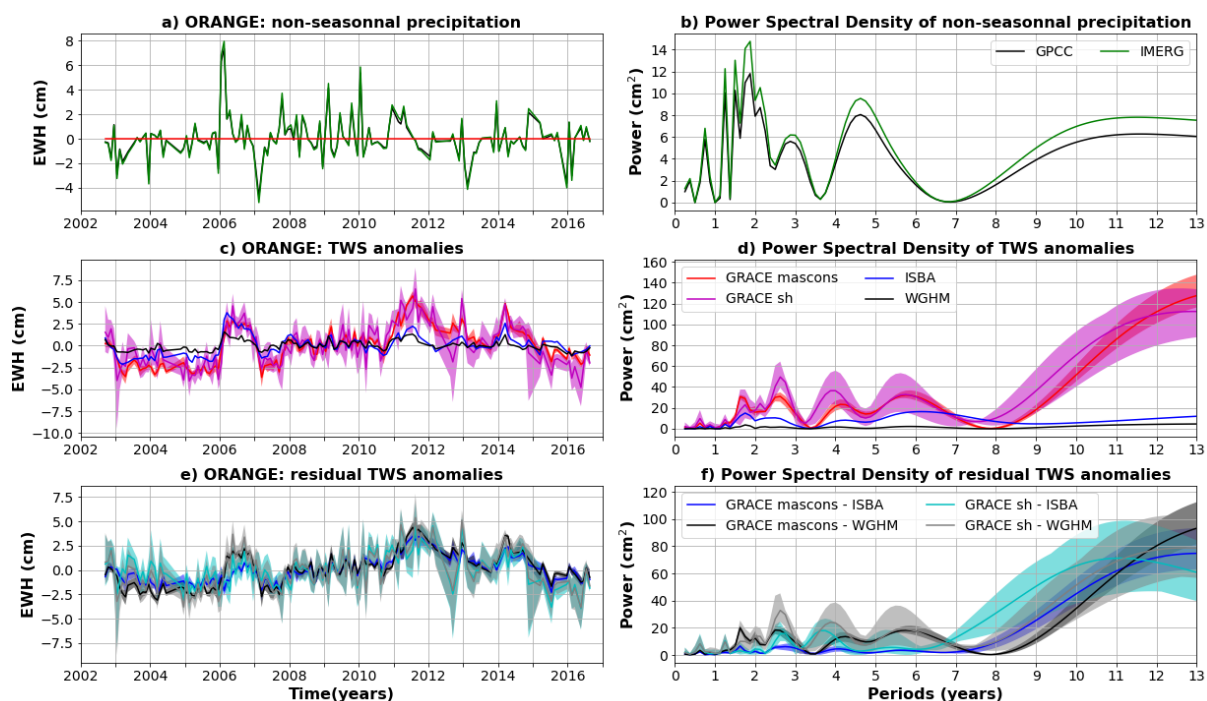 a) ORANGE: non-seasonnal precipitation
EWH (cm)
8
6
4
2
0
−2
−4
2002 2004 2006 2008 2010 2012 2014 2016
b) Power Spectral Density of non-seasonnal precipitation
Power (cm²)
14
12
10
8
6
4
2
0
GPCC IMERG
0 1 2 3 4 5 6 7 8 9 10 11 12 13
c) ORANGE: TWS anomalies
EWH (cm)
7.5
5.0
2.5
0.0
−2.5
−5.0
−7.5
−10.0
2002 2004 2006 2008 2010 2012 2014 2016
d) Power Spectral Density of TWS anomalies
Power (cm²)
160
140
120
100
80
60
40
20
0
GRACE mascons ISBA
GRACE sh WGHM
0 1 2 3 4 5 6 7 8 9 10 11 12 13
e) ORANGE: residual TWS anomalies
EWH (cm)
7.5
5.0
2.5
0.0
−2.5
−5.0
−7.5
2002 2004 2006 2008 2010 2012 2014 2016
Time(years)
f) Power Spectral Density of residual TWS anomalies
Power (cm²)
120
100
80
60
40
20
0
GRACE mascons - ISBA GRACE sh - ISBA
GRACE mascons - WGHM GRACE sh - WGHM
0 1 2 3 4 5 6 7 8 9 10 11 12 13
Periods (years)